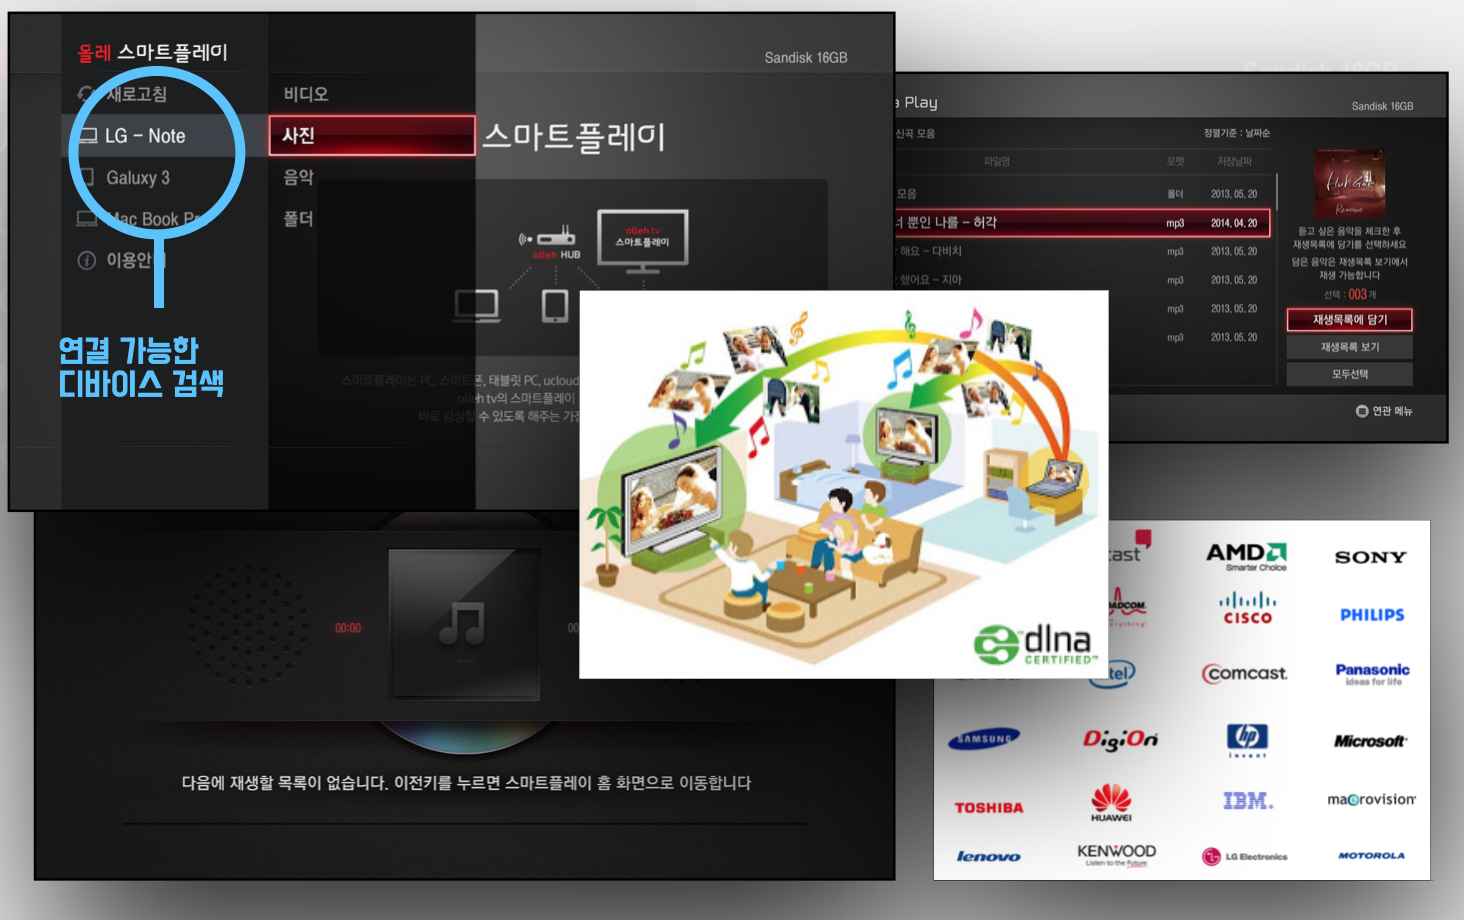 올레 스마트플레이
Sandisk 16GB
새로고침
LG - Note
Galuxy 3
Mac Book
이용안
비디오
사진
음악
폴더
스마트플레이
olleh HUB
olleh tv
스마트플레이
스마트플레이는 PC, 스마트폰, 태블릿 PC, ucloud
olleh tv의 스마트플레이
바로 감상할 수 있도록 해주는
연결 가능한
디바이스 검색
Play
Sandisk 16GB
신곡 모음
정렬기준 : 날짜순
파일명 포맷 저장날짜
모음 폴더 2013. 05. 20
뿐인 나를 - 허각 mp3 2014. 04. 20
해요 - 다비치 mp3 2013. 05. 20
했어요 - 지아 mp3 2013. 05. 20
mp3 2013. 05. 20
mp3 2013. 05. 20
Huh Gak
듣고 싶은 음악을 체크한 후
재생목록에 담기를 선택하세요
담은 음악은 재생목록 보기에서
재생 가능합니다
선택 : 003개
재생목록에 담기
재생목록 보기
모두선택
연관 메뉴
00:00
00
다음에 재생할 목록이 없습니다. 이전키를 누르면 스마트플레이 홈 화면으로 이동합니다
dlna
CERTIFIED™
AMD
Smarter Choice
SONY
CISCO
PHILIPS
comcast.
Panasonic
ideas for life
SAMSUNG
DigiOn
hp
invent
Microsoft
TOSHIBA
HUAWEI
IBM.
macrovision
lenovo
KENWOOD
Listen to the Future
LG Electronics
MOTOROLA